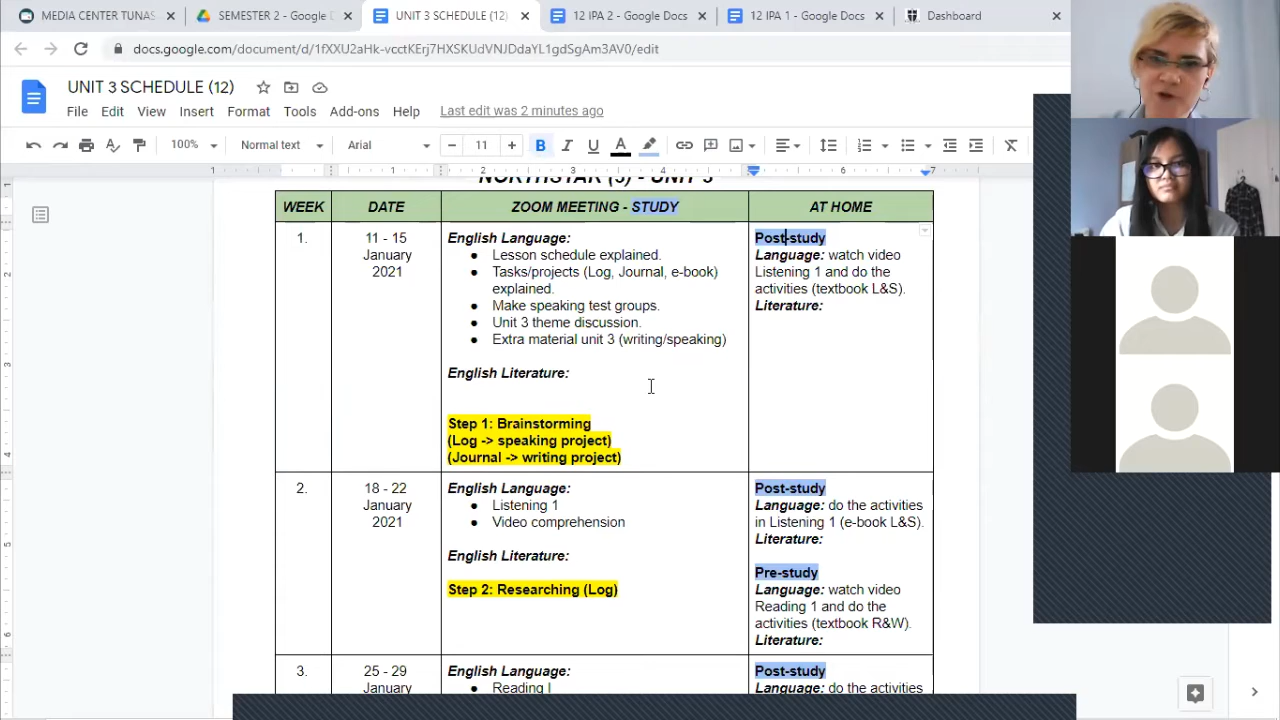 MEDIA CENTER TUNAS
SEMESTER 2 - Google D
UNIT 3 SCHEDULE (12)
12 IPA 2 - Google Docs
12 IPA 1 - Google Docs
Dashboard
docs.google.com/document/d/1fXXU2aHk-vcctKErj7HXSKUdVNJDdaYL1gdSgAm3AV0/edit
UNIT 3 SCHEDULE (12)
File Edit View Insert Format Tools Add-ons Help Last edit was 2 minutes ago
100% Normal text Arial 11
WEEK DATE ZOOM MEETING - STUDY AT HOME
1.
11 - 15
January
2021
English Language:
● Lesson schedule explained.
● Tasks/projects (Log, Journal, e-book)
explained.
● Make speaking test groups.
● Unit 3 theme discussion.
● Extra material unit 3 (writing/speaking)
English Literature:
Step 1: Brainstorming
(Log -> speaking project)
(Journal -> writing project)
Post-study
Language: watch video
Listening 1 and do the
activities (textbook L&S).
Literature:
2.
18 - 22
January
2021
English Language:
● Listening 1
● Video comprehension
English Literature:
Step 2: Researching (Log)
Post-study
Language: do the activities
in Listening 1 (e-book L&S).
Literature:
Pre-study
Language: watch video
Reading 1 and do the
activities (textbook R&W).
Literature:
3.
25 - 29
January
English Language:
● Reading I
Post-study
Language: do the activities